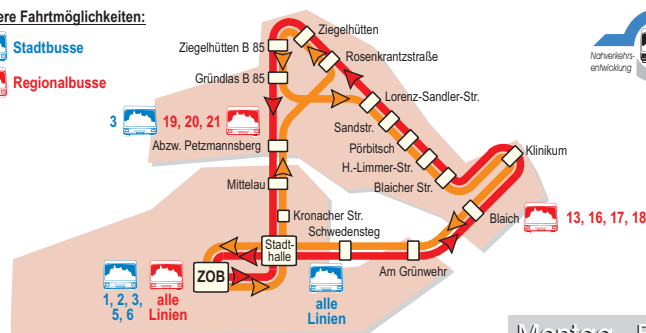 ere Fahrtmöglichkeiten:
Stadtbusse
Regionalbusse
Ziegelhütten
Ziegelhütten B 85
Rosenkrantzstraße
Gründlas B 85
Lorenz-Sandler-Str.
Sandstr.
3
19, 20, 21
Pörbitsch
Klinikum
Abzw. Petzmannsberg
H.-Limmer-Str.
Mittelau
Blaicher Str.
Kronacher Str.
Blaich
13, 16, 17, 18
Schwedensteg
Stadt-
halle
Am Grünwehr
ZOB
1, 2, 3,
5, 6
alle
Linien
alle
Linien
Nahverkehrs-
entwicklung
Montag